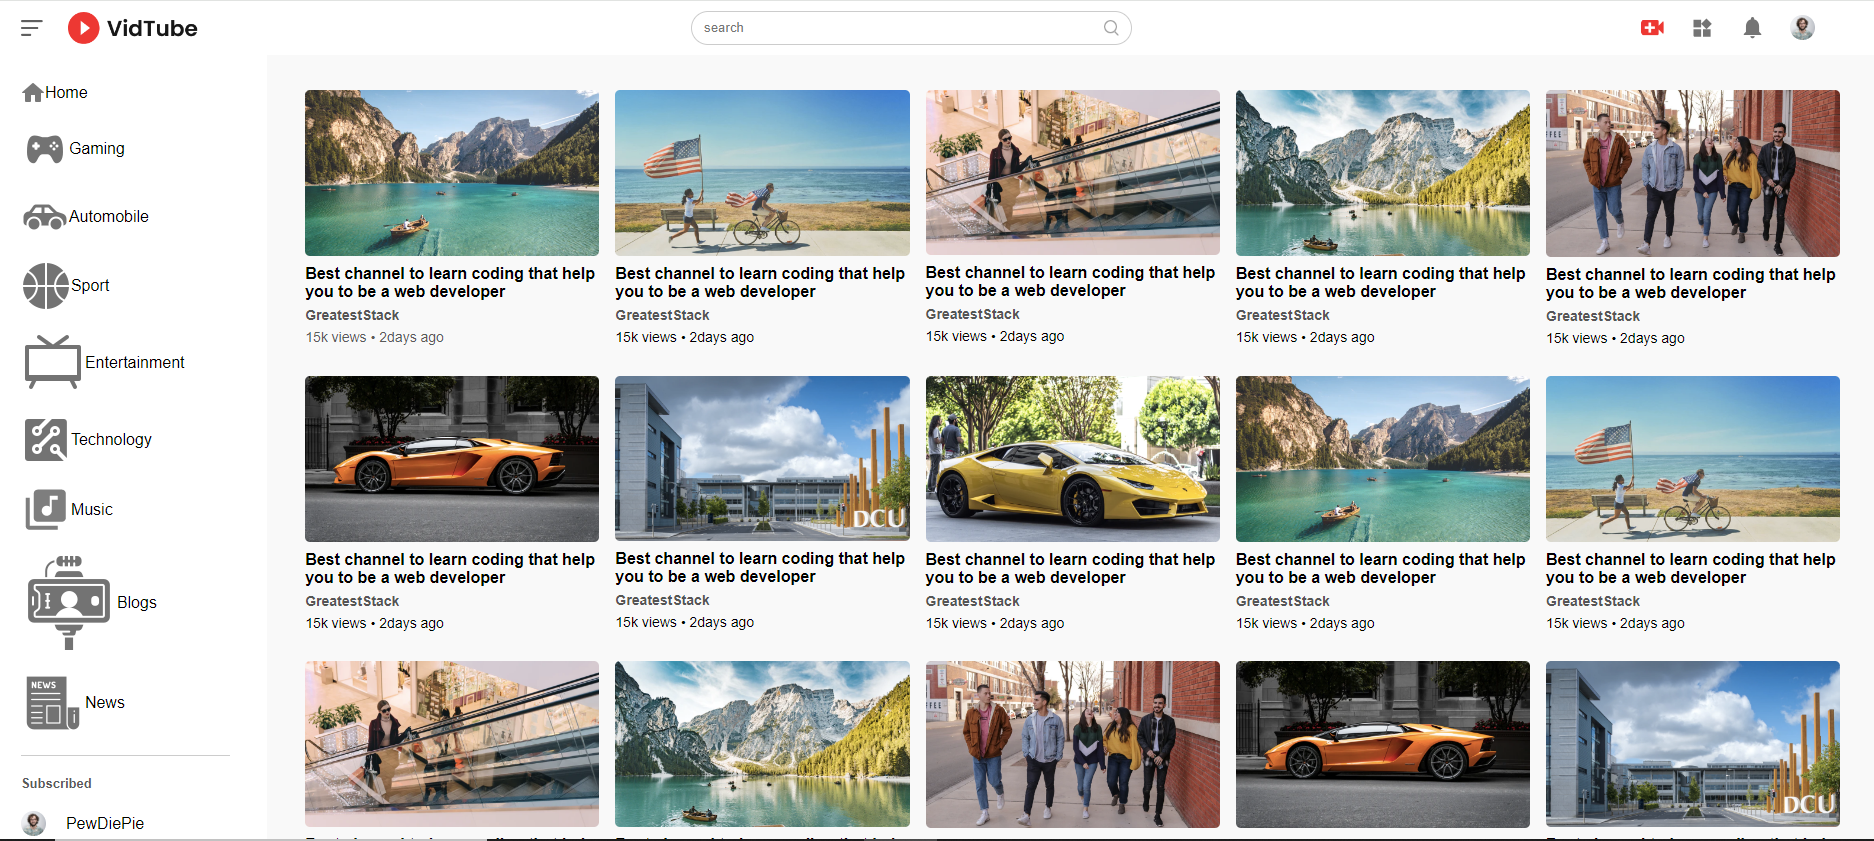 VidTube
search
Home
Gaming
Automobile
Sport
Entertainment
Technology
Music
Blogs
NEWS
News
Subscribed
PewDiePie
Best channel to learn coding that help
you to be a web developer
GreatestStack
15k views • 2days ago
Best channel to learn coding that help
you to be a web developer
GreatestStack
15k views • 2days ago
Best channel to learn coding that help
you to be a web developer
GreatestStack
15k views • 2days ago
Best channel to learn coding that help
you to be a web developer
GreatestStack
15k views • 2days ago
FFEE
Best channel to learn coding that help
you to be a web developer
GreatestStack
15k views • 2days ago
Best channel to learn coding that help
you to be a web developer
GreatestStack
15k views • 2days ago
DCU
Best channel to learn coding that help
you to be a web developer
GreatestStack
15k views • 2days ago
Best channel to learn coding that help
you to be a web developer
GreatestStack
15k views • 2days ago
Best channel to learn coding that help
you to be a web developer
GreatestStack
15k views • 2days ago
Best channel to learn coding that help
you to be a web developer
GreatestStack
15k views • 2days ago
DCU